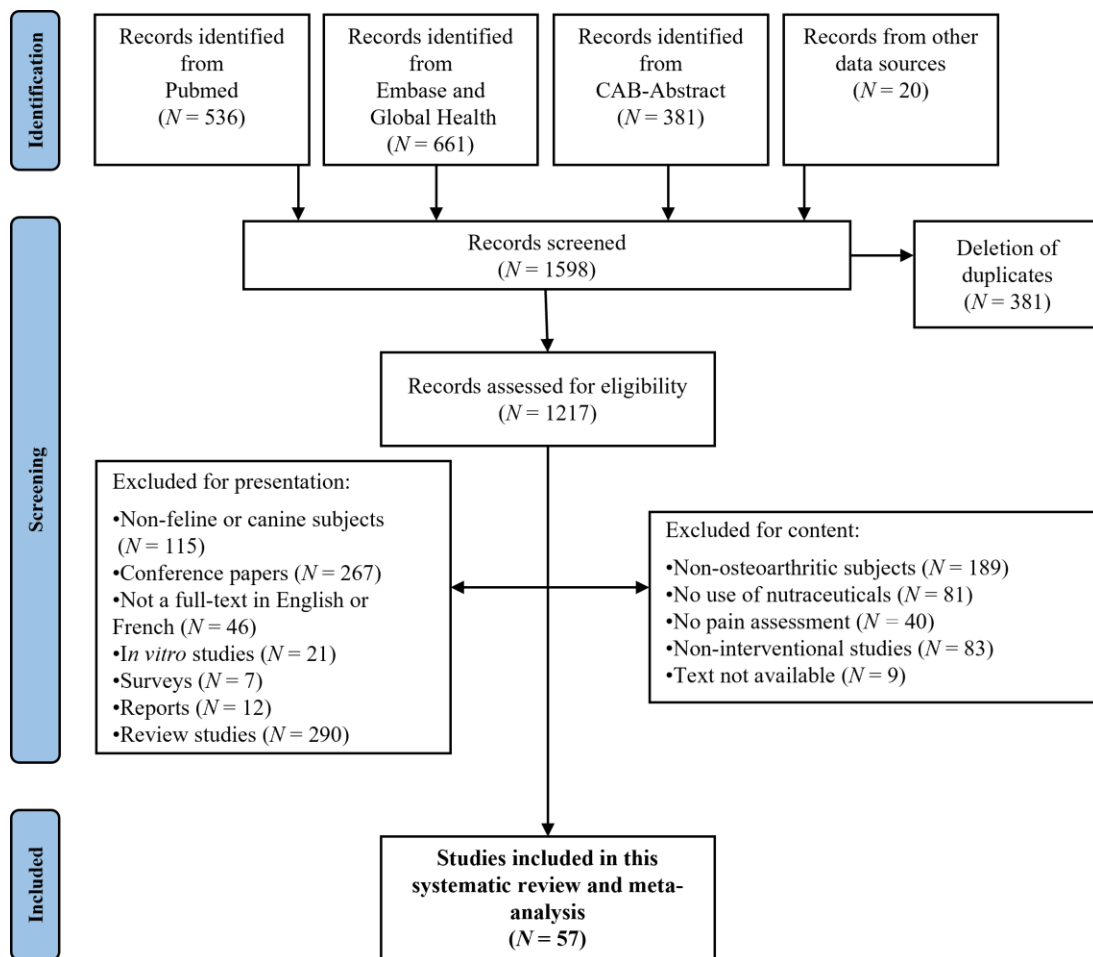 Identification
Records identified
from
Pubmed
(N = 536)
Records identified
from
Embase and
Global Health
(N = 661)
Records identified
from
CAB-Abstract
(N = 381)
Records from other
data sources
(N = 20)
Screening
Records screened
(N = 1598)
Deletion of
duplicates
(N = 381)
Records assessed for eligibility
(N = 1217)
Excluded for presentation:
•Non-feline or canine subjects
(N = 115)
•Conference papers (N = 267)
•Not a full-text in English or
French (N = 46)
•In vitro studies (N = 21)
•Surveys (N = 7)
•Reports (N = 12)
•Review studies (N = 290)
Excluded for content:
•Non-osteoarthritic subjects (N = 189)
•No use of nutraceuticals (N = 81)
•No pain assessment (N = 40)
•Non-interventional studies (N = 83)
•Text not available (N = 9)
Included
Studies included in this
systematic review and meta-
analysis
(N = 57)